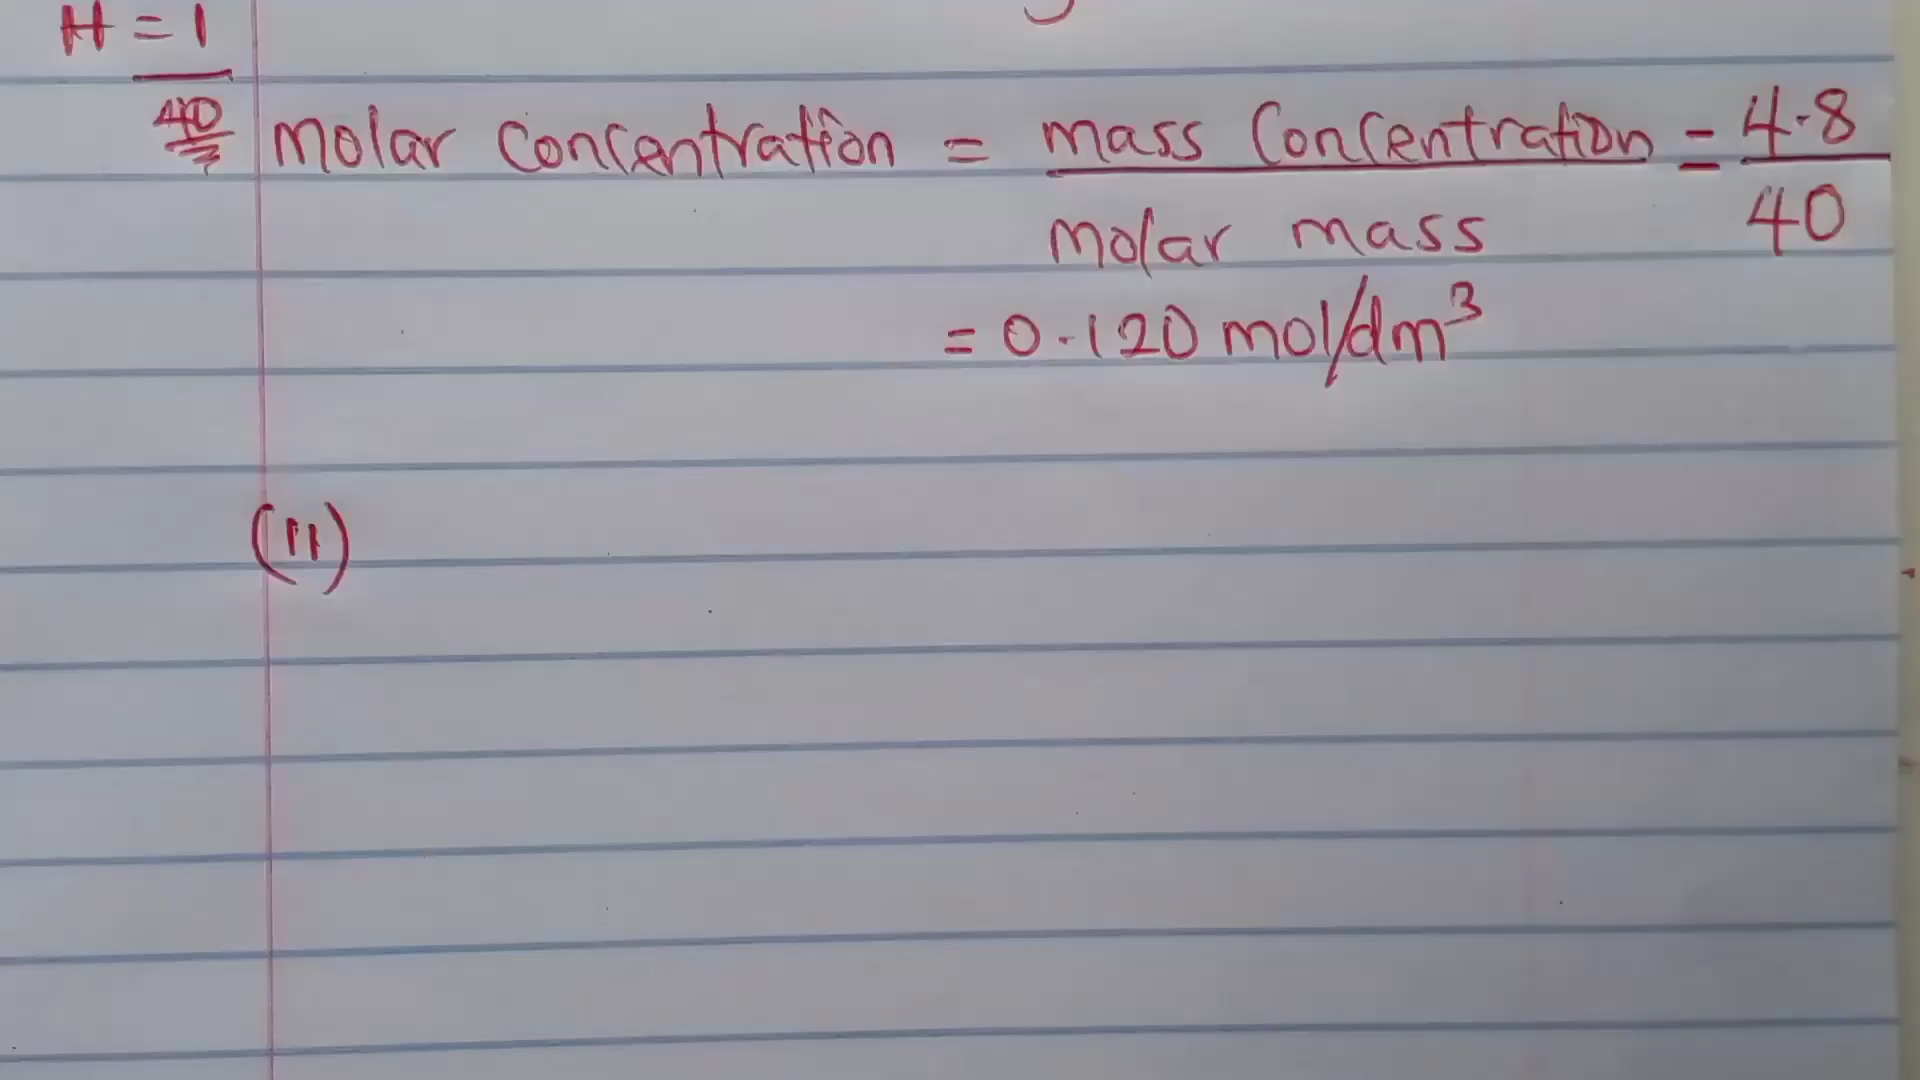 H = 1
40
Molar Concentration = mass Concentration = 4.8
molar mass 40
= 0.120 mol/dm³
(II)